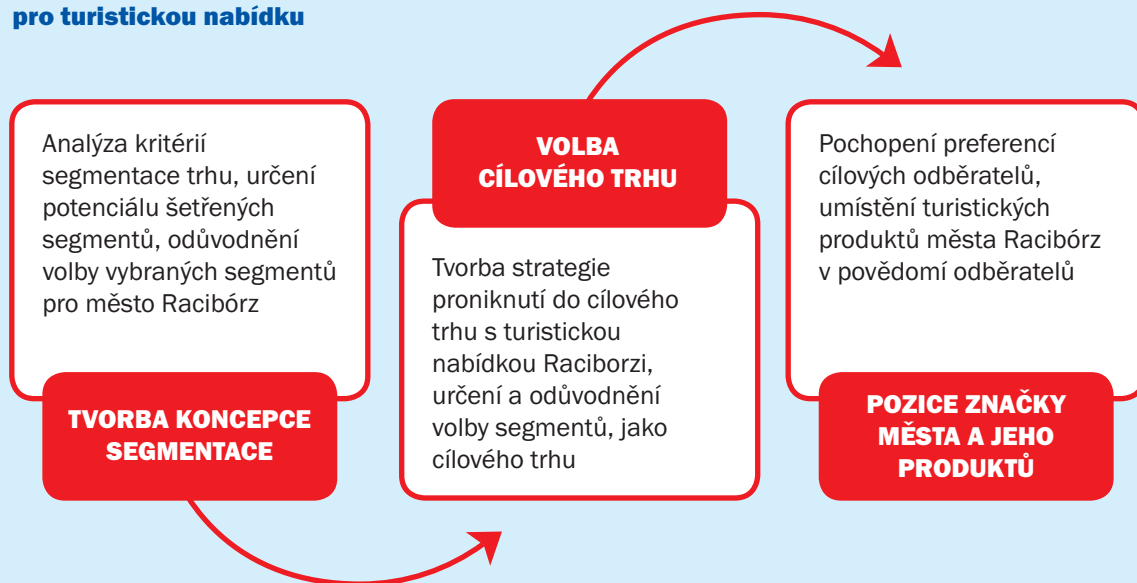 pro turistickou nabídku
Analýza kritérií
segmentace trhu, určení
potenciálu šetřených
segmentů, odůvodnění
volby vybraných segmentů
pro město Racibórz
TVORBA KONCEPCE
SEGMENTACE
VOLBA
CÍLOVÉHO TRHU
Tvorba strategie
proniknutí do cílového
trhu s turistickou
nabídkou Raciborzi,
určení a odůvodnění
volby segmentů, jako
cílového trhu
Pochopení preferencí
cílových odběratelů,
umístění turistických
produktů města Racibórz
v povědomí odběratelů
POZICE ZNAČKY
MĚSTA A JEHO
PRODUKTŮ